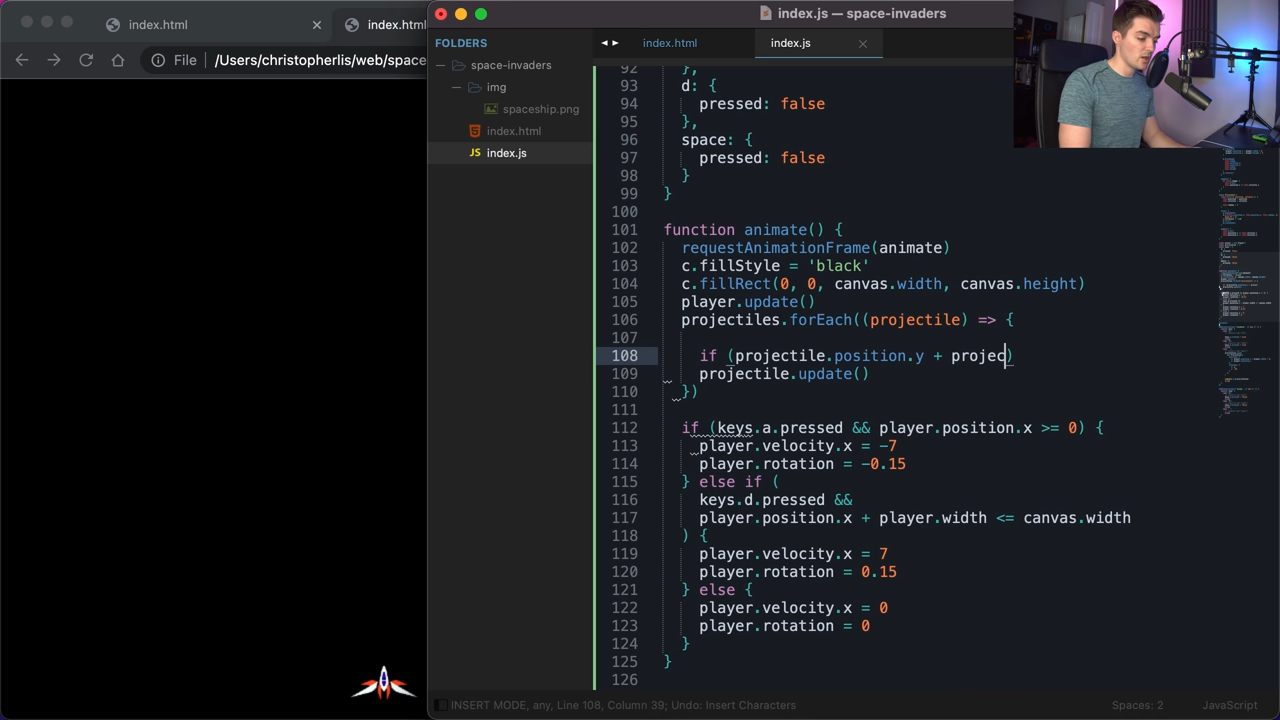 index.html
index.html
File
/Users/christopherlis/web/space
index.js — space-invaders
FOLDERS
space-invaders
img
spaceship.png
index.html
JS index.js
index.html
index.js
92 },
93 d: {
94 pressed: false
95 },
96 space: {
97 pressed: false
98 }
99 }
100
101 function animate() {
102 requestAnimationFrame(animate)
103 c.fillStyle = 'black'
104 c.fillRect(0, 0, canvas.width, canvas.height)
105 player.update()
106 projectiles.forEach((projectile) => {
107
108 if (projectile.position.y + projec)
109 projectile.update()
110 })
111
112 if (keys.a.pressed && player.position.x >= 0) {
113 player.velocity.x = -7
114 player.rotation = -0.15
115 } else if (
116 keys.d.pressed &&
117 player.position.x + player.width <= canvas.width
118 ) {
119 player.velocity.x = 7
120 player.rotation = 0.15
121 } else {
122 player.velocity.x = 0
123 player.rotation = 0
124 }
125 }
126
INSERT MODE, any, Line 108, Column 39; Undo: Insert Characters
Spaces: 2
JavaScript